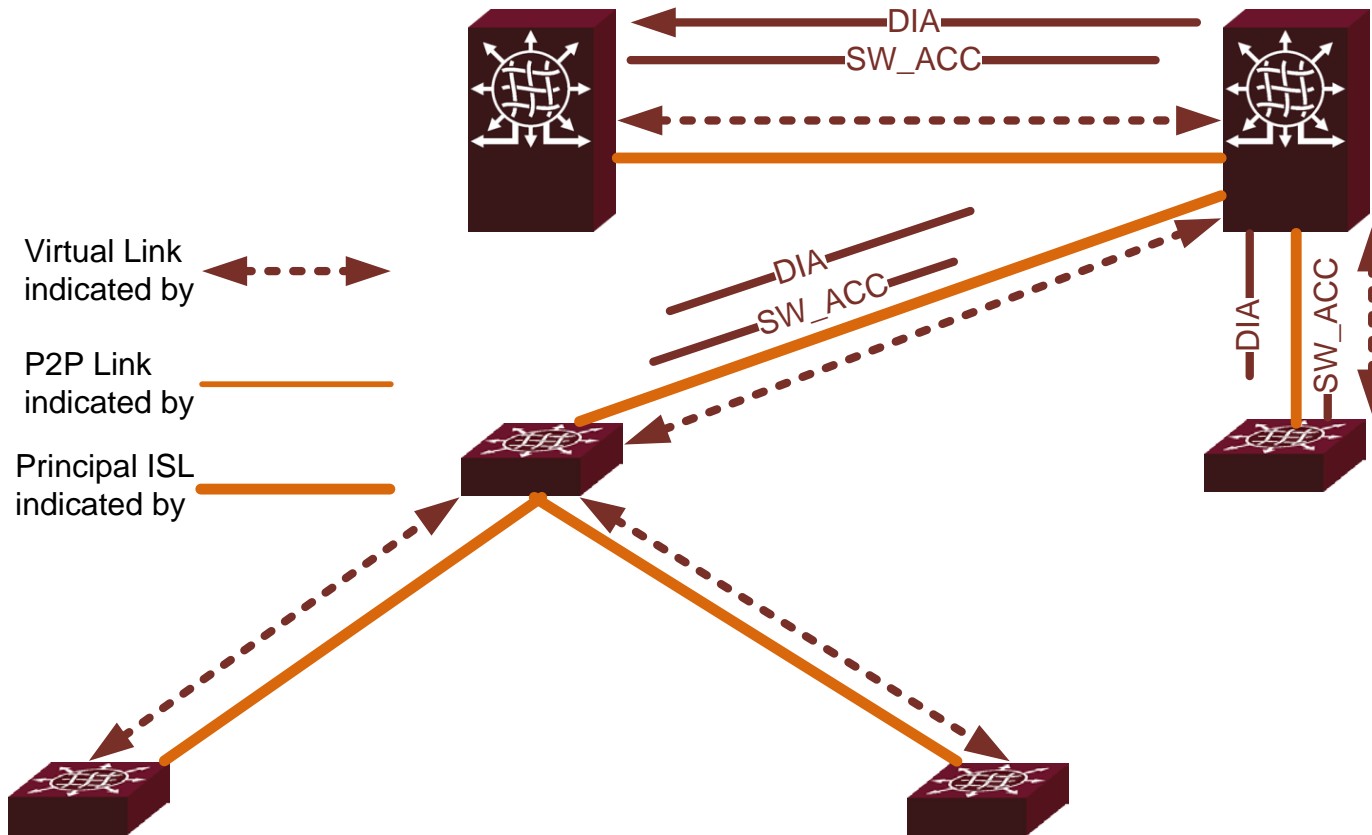 DIA
SW_ACC
DIA
SW_ACC
DIA
SW_ACC
Virtual Link
indicated by
P2P Link
indicated by
Principal ISL
indicated by